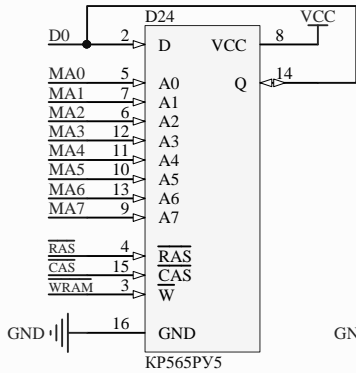 D24
D0 2 D VCC 8 VCC
MA0 5 A0 Q 14
MA1 7 A1
MA2 6 A2
MA3 12 A3
MA4 11 A4
MA5 10 A5
MA6 13 A6
MA7 9 A7
RAS 4 RAS
CAS 15 CAS
WRAM 3 W
GND 16 GND GN
КР565РУ5